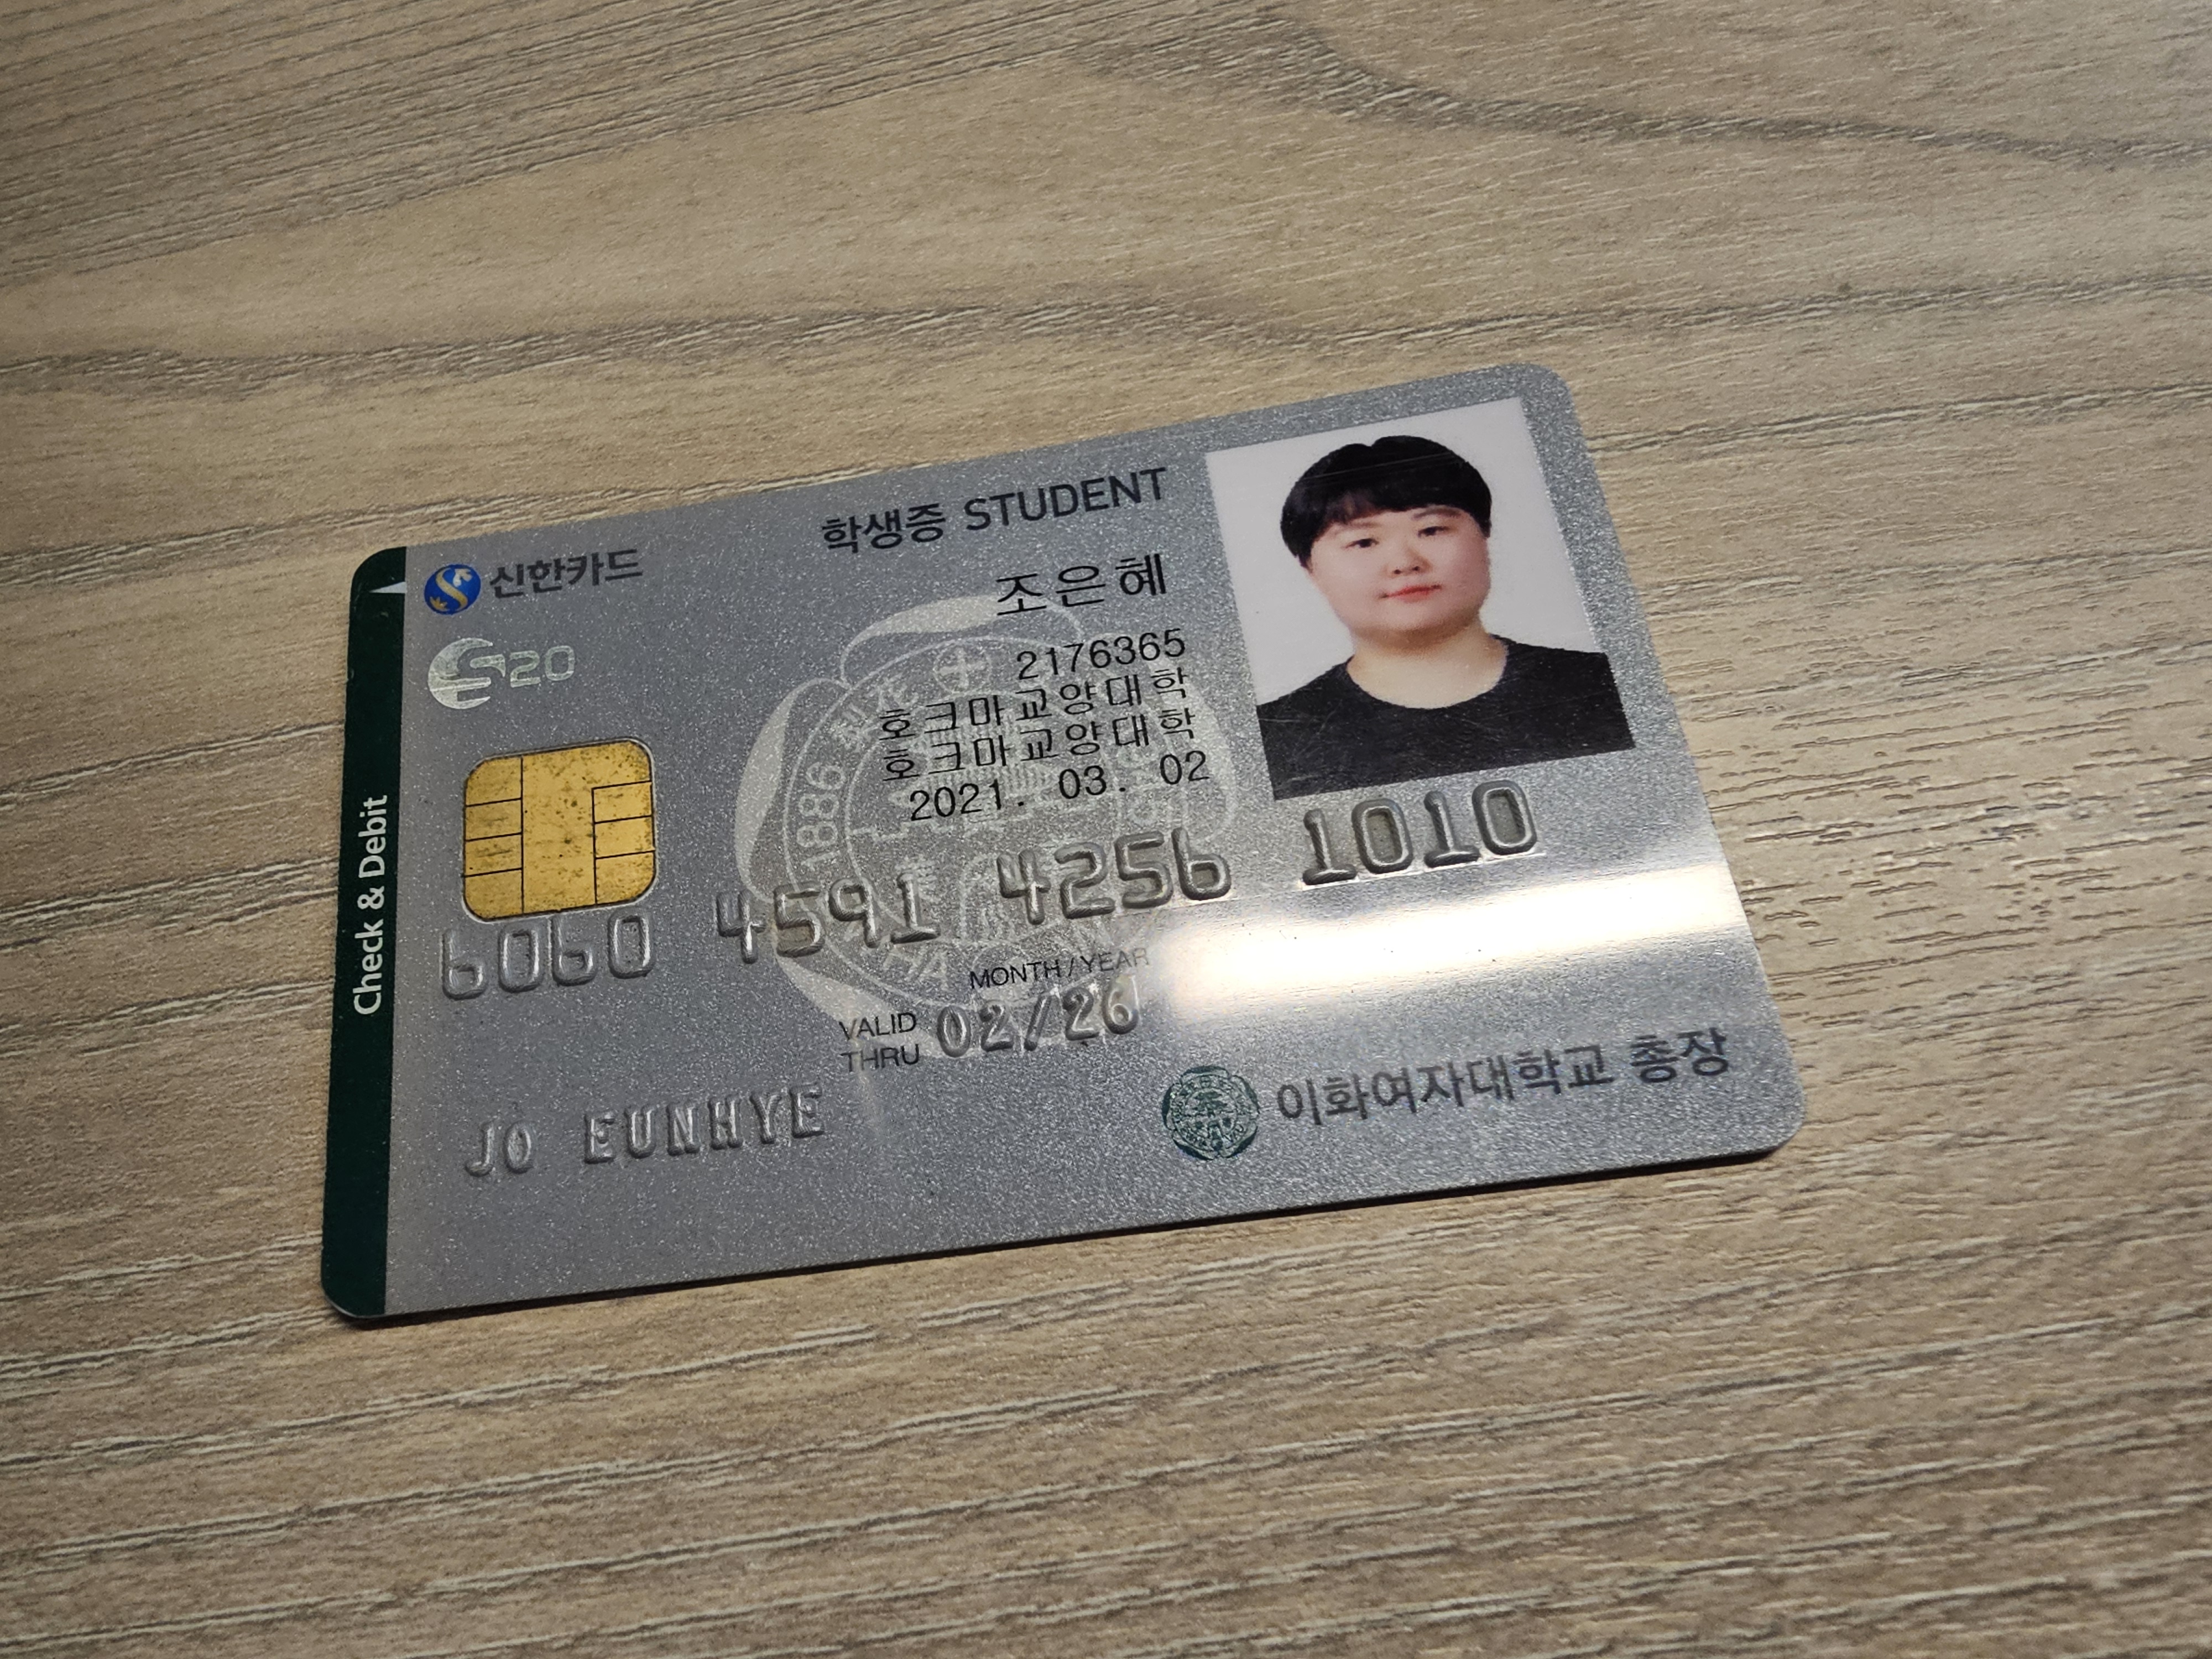 학생증 STUDENT
신한카드
조은혜
S20
2176365
호크마교양대학
호크마교양대학
2021. 03. 02
1886
Check & Debit
6060 4591 4256 1010
MONTH/YEAR
VALID THRU 02/26
JO EUNHYE
이화여자대학교 총장